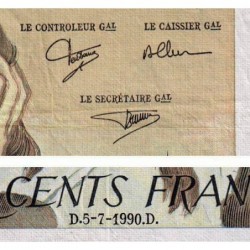 LE CONTROLEUR GAL LE CAISSIER GAL
LE SECRÉTAIRE GAL
CENTS FRAN
D.5-7-1990.D.